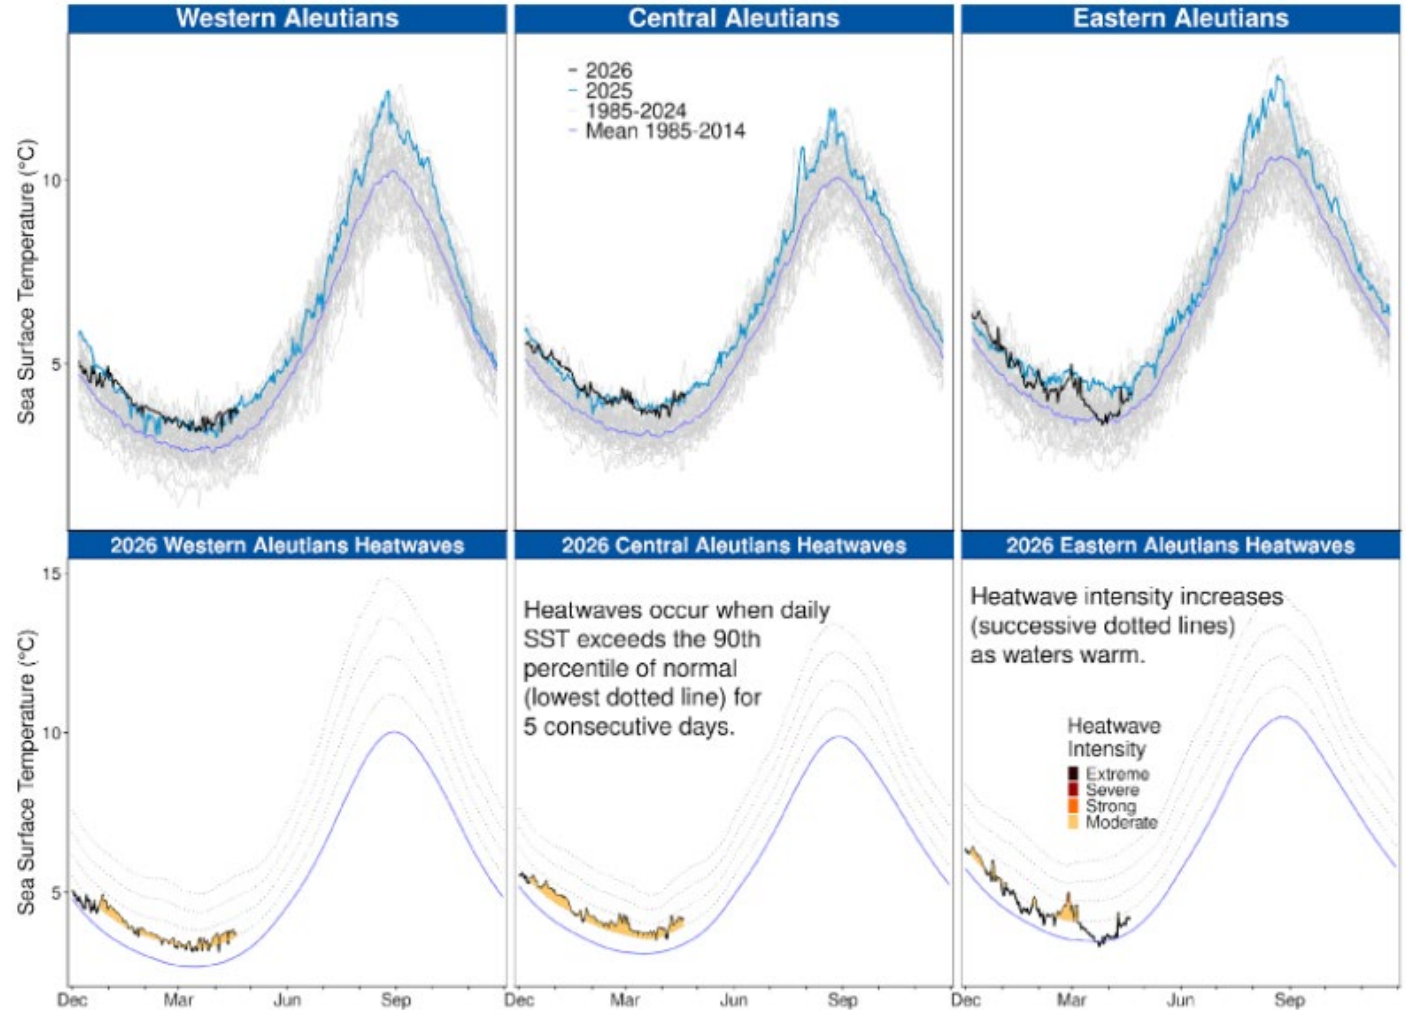 Western Aleutians
Central Aleutians
Eastern Aleutians
Sea Surface Temperature (°C)
10
5
2026
2025
1985-2024
Mean 1985-2014
2026 Western Aleutians Heatwaves
2026 Central Aleutians Heatwaves
2026 Eastern Aleutians Heatwaves
Sea Surface Temperature (°C)
15
10
5
Heatwaves occur when daily
SST exceeds the 90th
percentile of normal
(lowest dotted line) for
5 consecutive days.
Heatwave intensity increases
(successive dotted lines)
as waters warm.
Heatwave
Intensity
Extreme
Severe
Strong
Moderate
Dec Mar Jun Sep
Dec Mar Jun Sep
Dec Mar Jun Sep